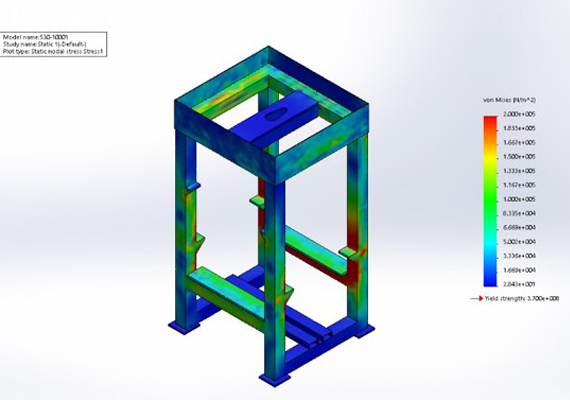 Model name:S30-10001
Study name:Static 1(-Default-)
Plot type: Static nodal stress Stress1
von Mises (N/m^2)
2.000e+005
1.833e+005
1.667e+005
1.500e+005
1.333e+005
1.167e+005
1.000e+005
8.335e+004
6.669e+004
5.002e+004
3.336e+004
1.669e+004
2.843e+001
Yield strength: 3.700e+008